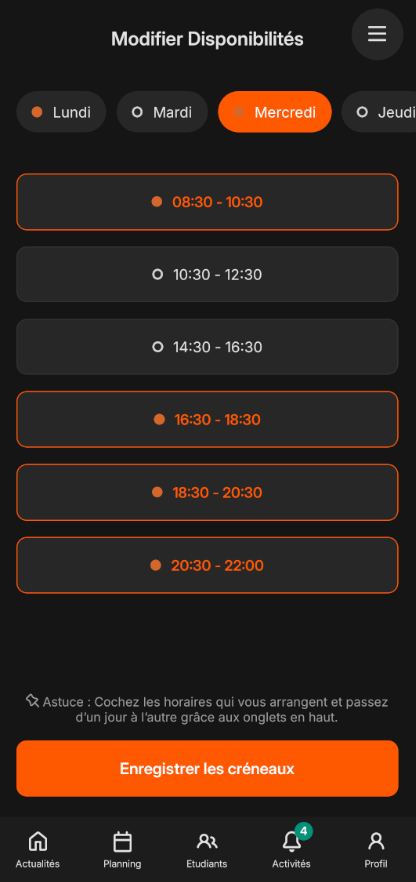 Modifier Disponibilités
Lundi
Mardi
Mercredi
Jeudi
08:30 - 10:30
10:30 - 12:30
14:30 - 16:30
16:30 - 18:30
18:30 - 20:30
20:30 - 22:00
Astuce : Cochez les horaires qui vous arrangent et passez
d'un jour à l'autre grâce aux onglets en haut.
Enregistrer les créneaux
4
Actualités
Planning
Etudiants
Activités
Profil